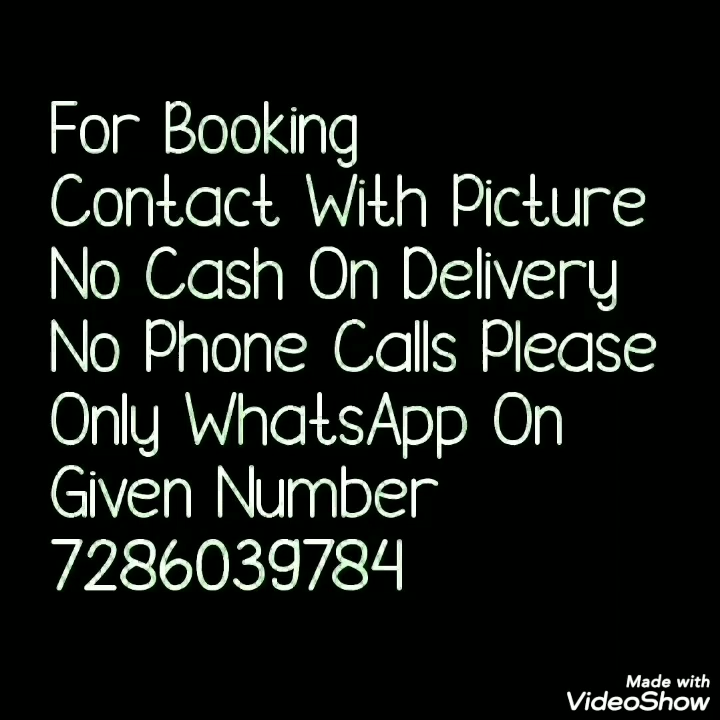 For Booking
Contact With Picture
No Cash On Delivery
No Phone Calls Please
Only WhatsApp On
Given Number
7286039784
Made with
VideoShow